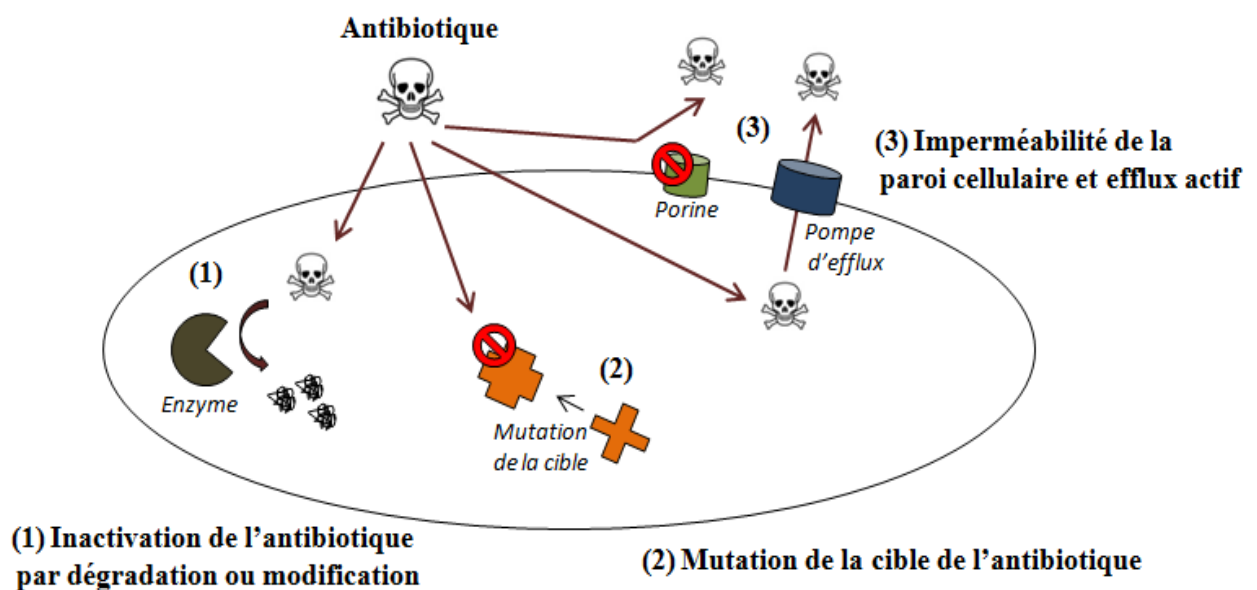 Antibiotique
(3)
(3) Imperméabilité de la
paroi cellulaire et efflux actif
Porine
Pompe
d’efflux
(1)
Enzyme
(2)
Mutation
de la cible
(1) Inactivation de l’antibiotique
par dégradation ou modification
(2) Mutation de la cible de l’antibiotique